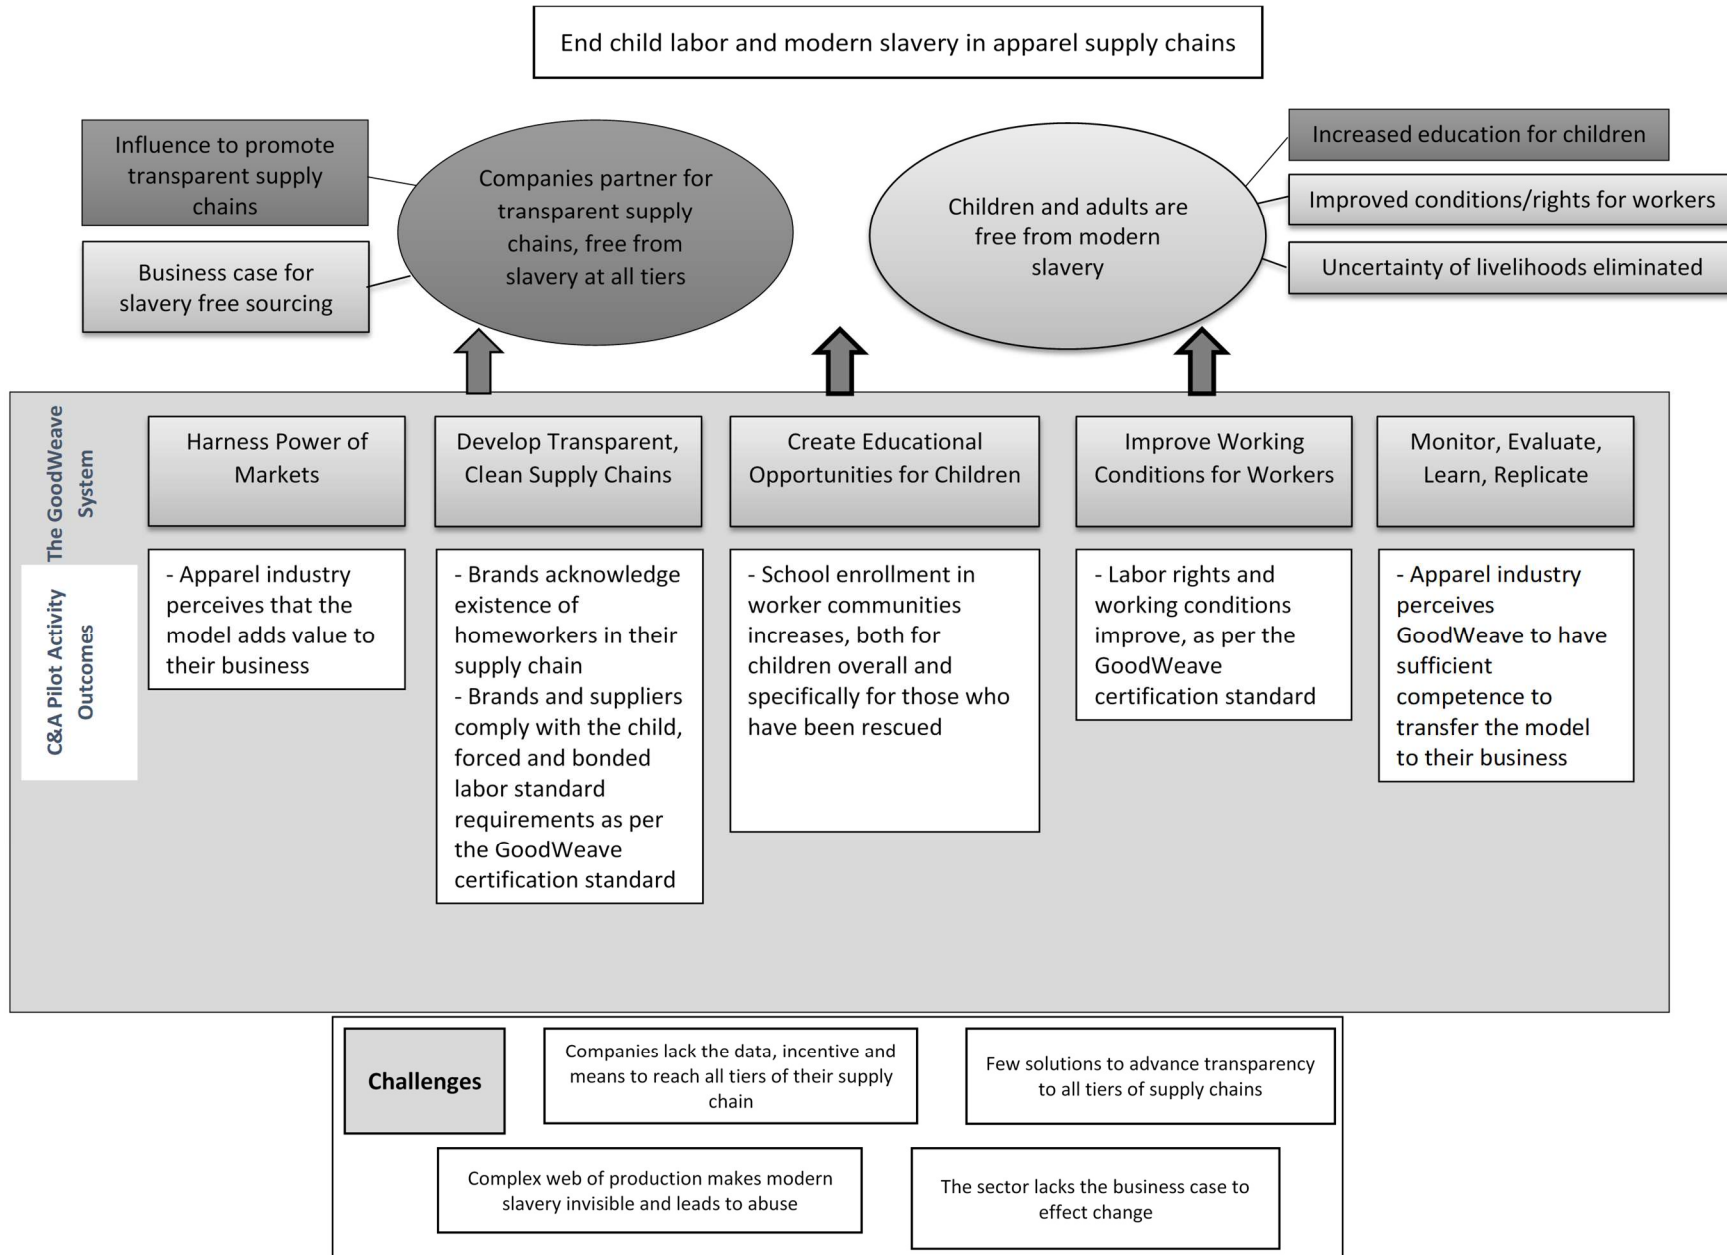 End child labor and modern slavery in apparel supply chains
Influence to promote
transparent supply
chains
Business case for
slavery free sourcing
Companies partner for
transparent supply
chains, free from
slavery at all tiers
Children and adults are
free from modern
slavery
Increased education for children
Improved conditions/rights for workers
Uncertainty of livelihoods eliminated
The GoodWeave
System
Harness Power of
Markets
Develop Transparent,
Clean Supply Chains
Create Educational
Opportunities for Children
Improve Working
Conditions for Workers
Monitor, Evaluate,
Learn, Replicate
C&A Pilot Activity
Outcomes
- Apparel industry
perceives that the
model adds value to
their business
- Brands acknowledge
existence of
homeworkers in their
supply chain
- Brands and suppliers
comply with the child,
forced and bonded
labor standard
requirements as per
the GoodWeave
certification standard
- School enrollment in
worker communities
increases, both for
children overall and
specifically for those who
have been rescued
- Labor rights and
working conditions
improve, as per the
GoodWeave
certification standard
- Apparel industry
perceives
GoodWeave to have
sufficient
competence to
transfer the model
to their business
Challenges
Companies lack the data, incentive and
means to reach all tiers of their supply
chain
Few solutions to advance transparency
to all tiers of supply chains
Complex web of production makes modern
slavery invisible and leads to abuse
The sector lacks the business case to
effect change